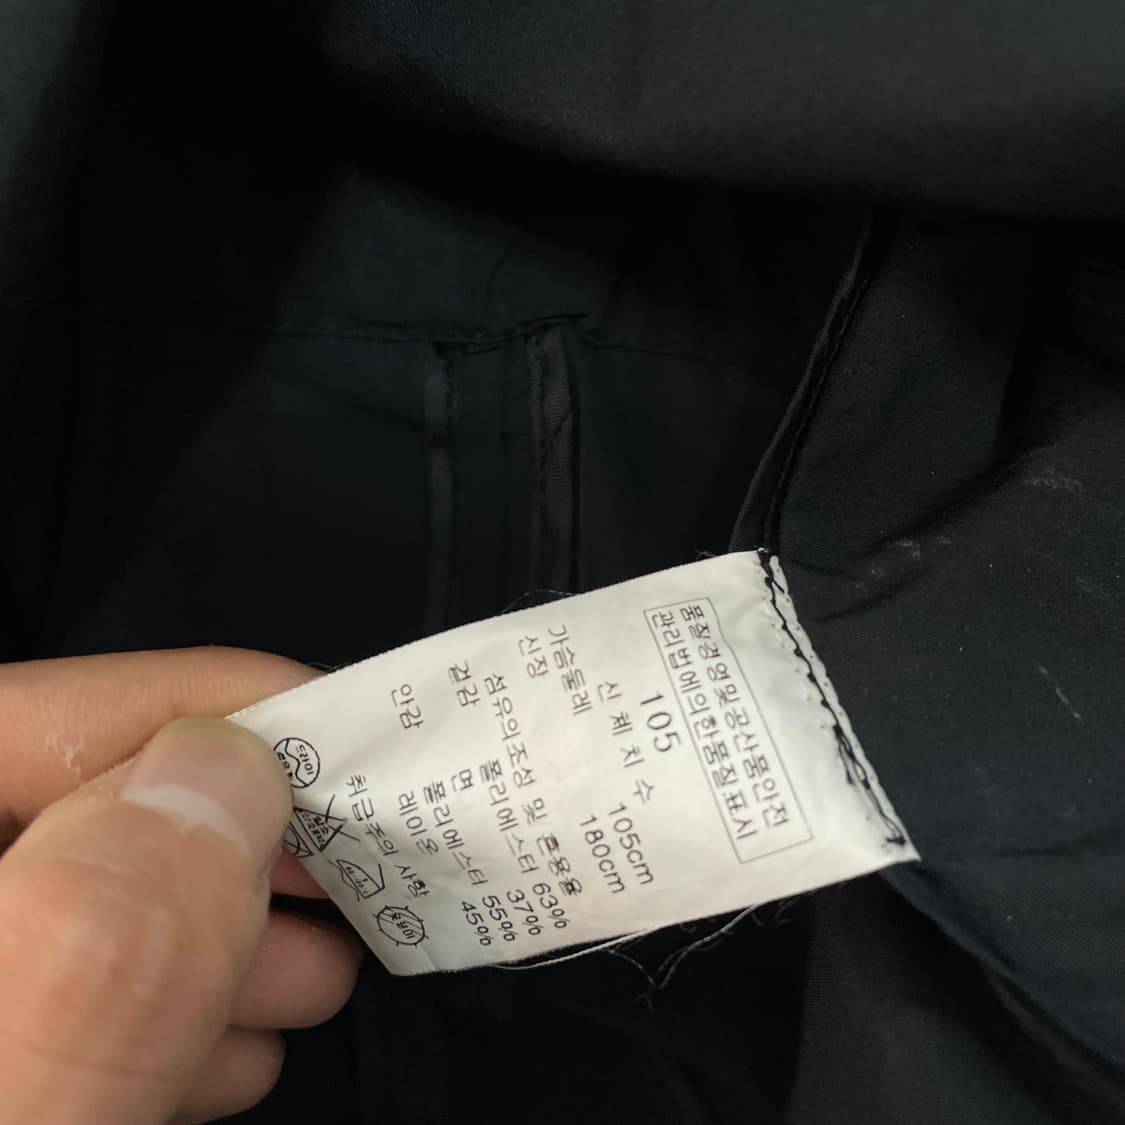 품질경영및공산품안전
관리법에의한품질표시
105
신체치수
가슴둘레 105cm
신장 180cm
섬유의조성 및 혼용율
겉감 폴리에스터 63%
면 37%
안감 폴리에스터 55%
레이온 45%
취급주의 사항